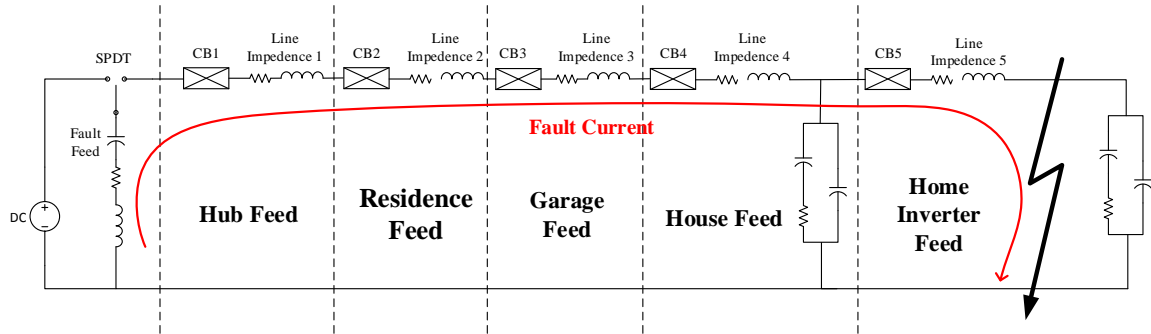 SPDT
CB1
Line
Impedence 1
CB2
Line
Impedence 2
CB3
Line
Impedence 3
CB4
Line
Impedence 4
CB5
Line
Impedence 5
Fault
Feed
Fault Current
DC
+
−
Hub Feed
Residence
Feed
Garage
Feed
House Feed
Home
Inverter
Feed